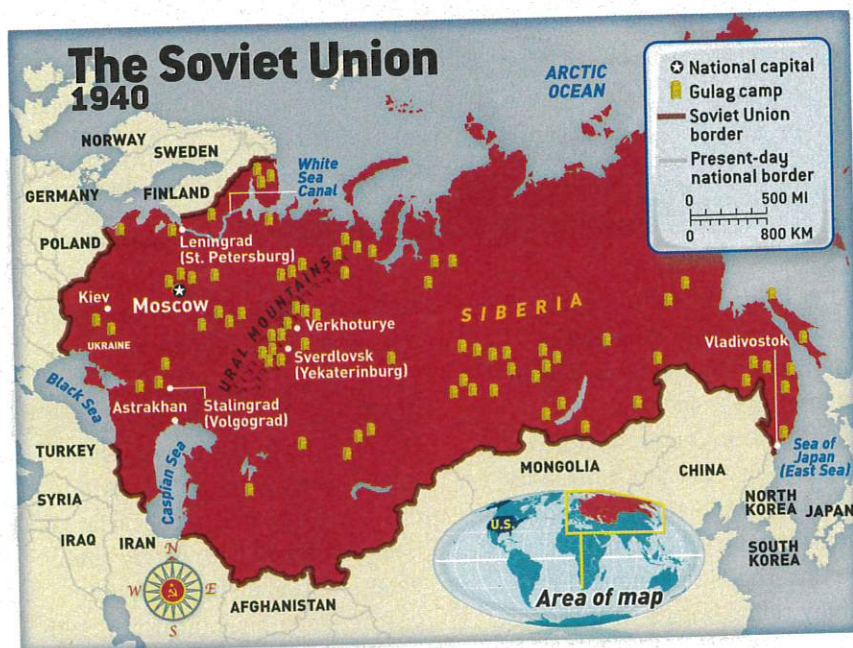 The Soviet Union
1940
ARCTIC
OCEAN
National capital
Gulag camp
Soviet Union
border
Present-day
national border
0 500 MI
0 800 KM
NORWAY
SWEDEN
White
Sea
Canal
GERMANY
FINLAND
POLAND
Leningrad
(St. Petersburg)
Kiev
Moscow
URAL MOUNTAINS
SIBERIA
Verkhoturye
Vladivostok
UKRAINE
Sverdlovsk
(Yekaterinburg)
Black Sea
Astrakhan
Stalingrad
(Volgograd)
TURKEY
Caspian Sea
MONGOLIA
CHINA
Sea of
Japan
(East Sea)
SYRIA
NORTH
KOREA
JAPAN
IRAQ
IRAN
SOUTH
KOREA
U.S.
N
W E
S
AFGHANISTAN
Area of map